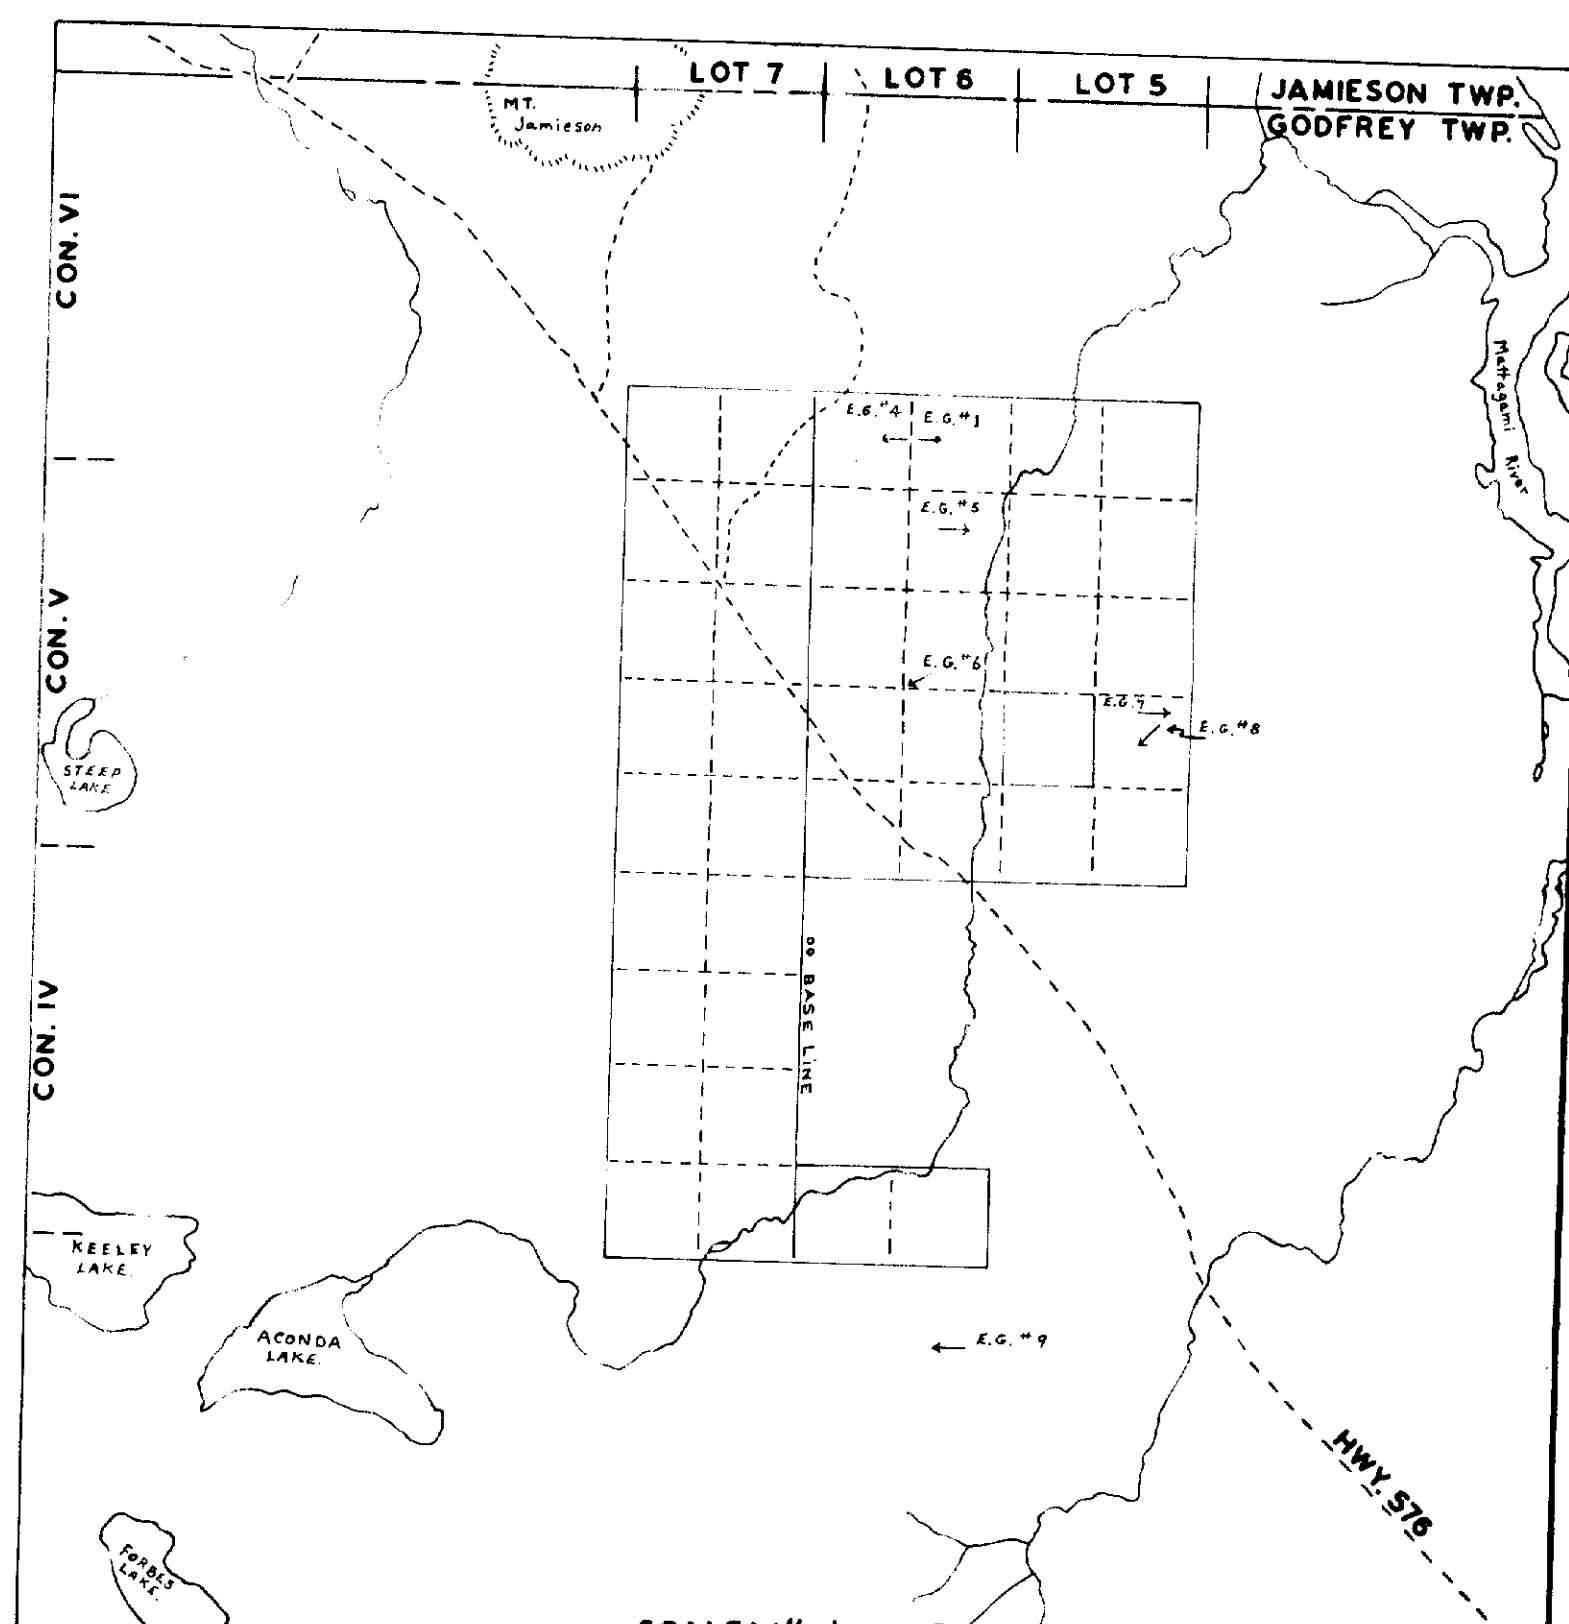 LOT 7
LOT 6
LOT 5
JAMIESON TWP.
GODFREY TWP.
MT.
Jamieson
CON. VI
Mattagami River
E.G. #4
E.G. #1
E.G. #5
CON. V
E.G. #6
E.G. 7
E.G. #8
STEEP
LAKE
00 BASE LINE
CON. IV
KEELEY
LAKE.
ACONDA
LAKE.
E.G. #9
HWY. 576
FORBES
LAKE.